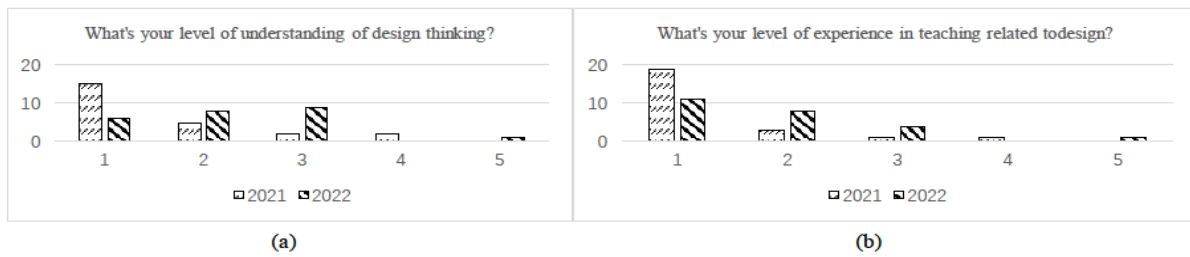 What's your level of understanding of design thinking?
20
10
0
1 2 3 4 5
2021 2022
(a)
What's your level of experience in teaching related todesign?
20
10
0
1 2 3 4 5
2021 2022
(b)